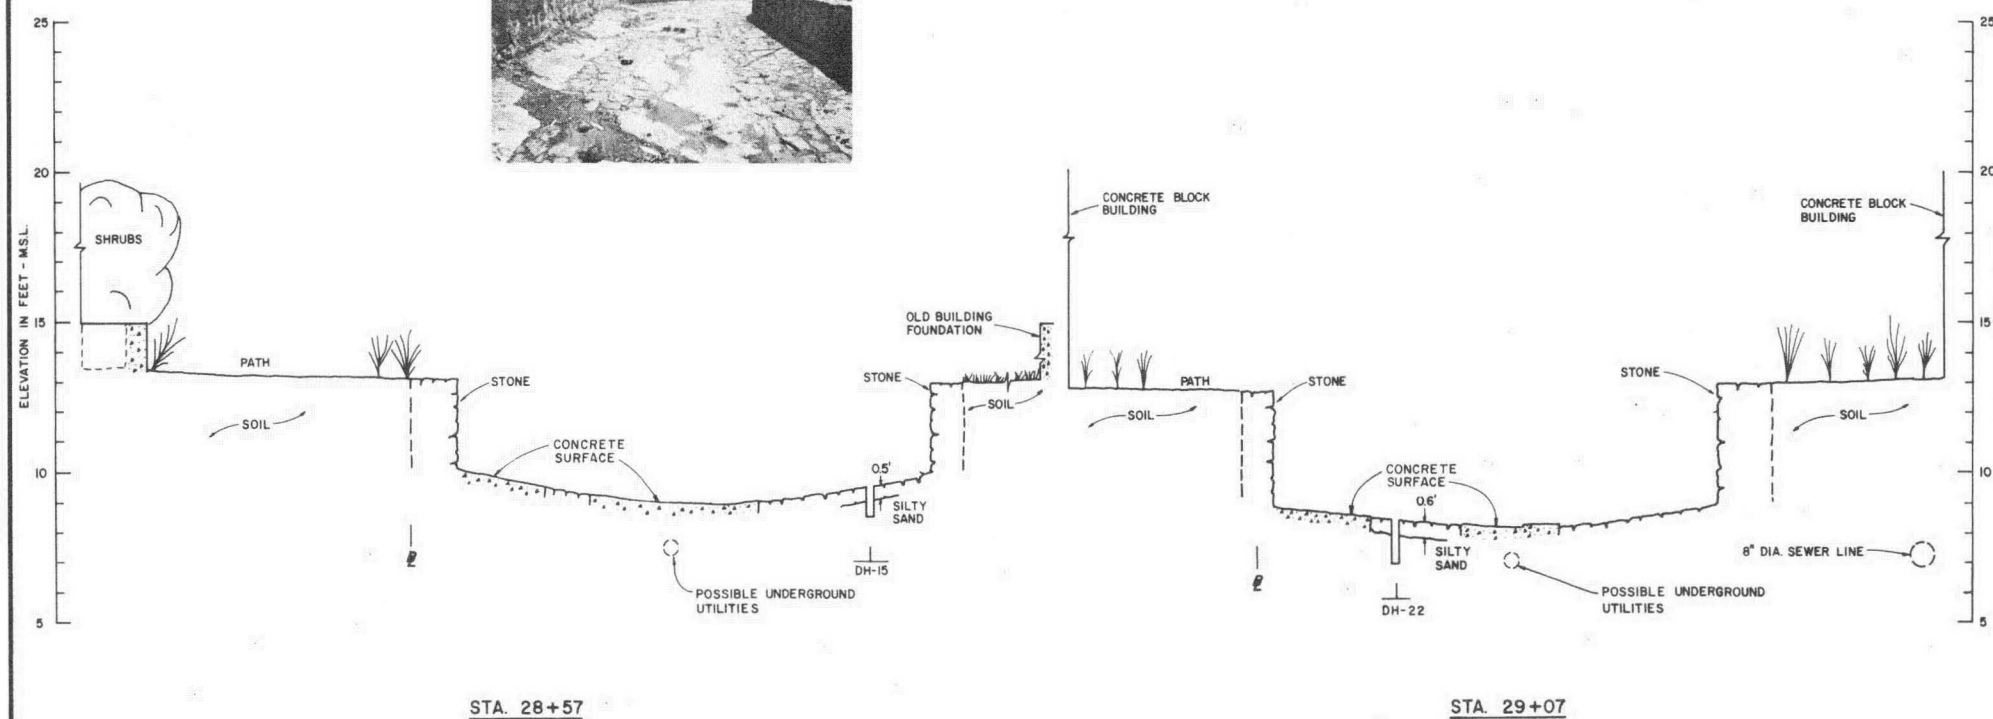 25
20
15
10
5
ELEVATION IN FEET - M.S.L.
SHRUBS
PATH
SOIL
STONE
CONCRETE
SURFACE
0.5'
SILTY
SAND
DH-15
POSSIBLE UNDERGROUND
UTILITIES
STONE
SOIL
OLD BUILDING
FOUNDATION
STA. 28+57
CONCRETE BLOCK
BUILDING
PATH
SOIL
STONE
CONCRETE
SURFACE
0.6'
SILTY
SAND
DH-22
POSSIBLE UNDERGROUND
UTILITIES
STONE
CONCRETE BLOCK
BUILDING
SOIL
8" DIA. SEWER LINE
STA. 29+07
25
20
15
10
5